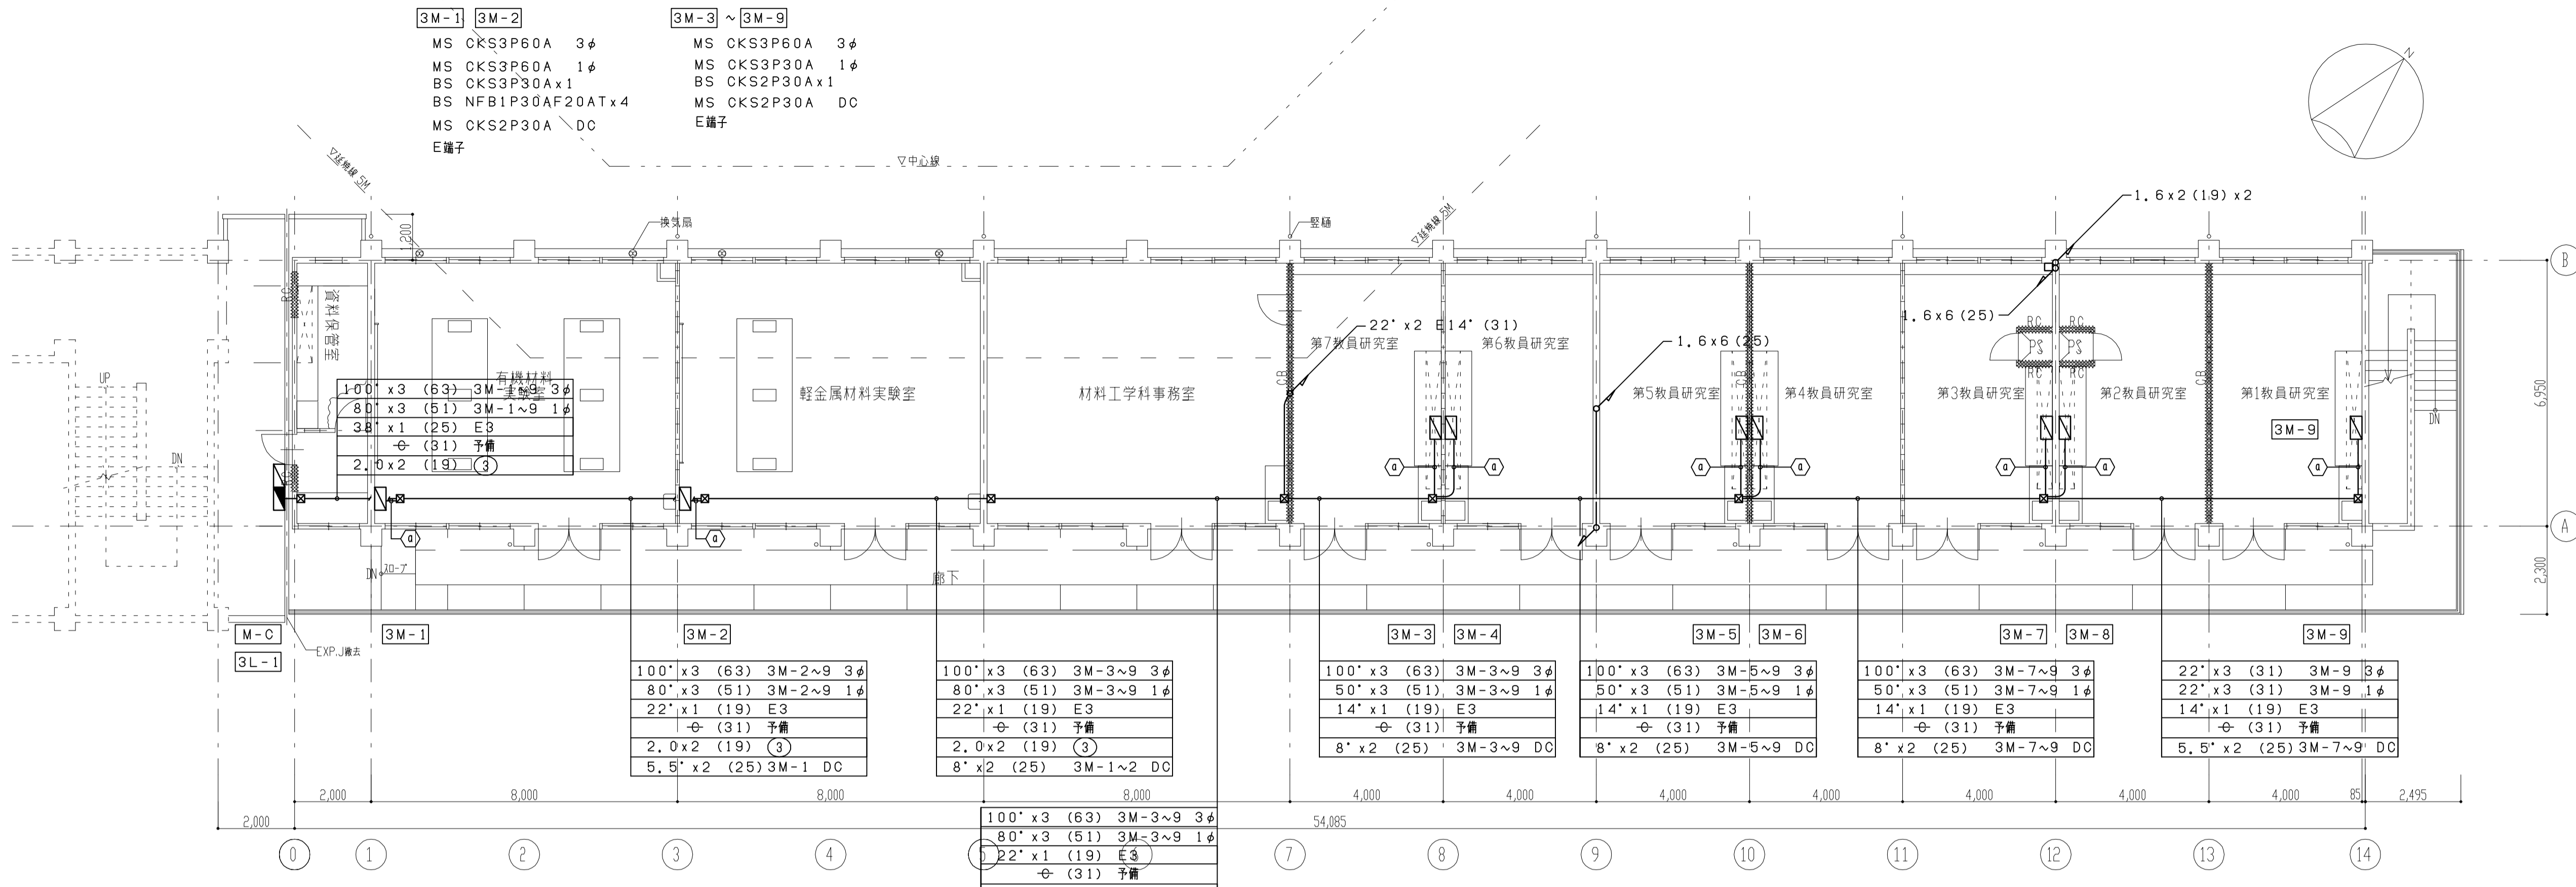 3M-1 3M-2
MS CKS3P60A 3φ
MS CKS3P60A 1φ
BS CKS3P30Ax1
BS NFB1P30AF20ATx4
MS CKS2P30A DC
E端子
3M-3 ~ 3M-9
MS CKS3P60A 3φ
MS CKS3P30A 1φ
BS CKS2P30Ax1
MS CKS2P30A DC
E端子
N
▽延焼線 5M
▽中心線
▽延焼線 5M
換気扇
竪樋
1,200
1.6x2 (19) x2
1.6x6 (25)
22°x2 E14° (31)
1.6x6 (25)
RC
資料保管室
有機材料
実験室
軽金属材料実験室
材料工学科事務室
第7教員研究室
第6教員研究室
第5教員研究室
第4教員研究室
第3教員研究室
第2教員研究室
第1教員研究室
CB
CB
CB
RC RC
PS PS
RC RC
UP
DN
DN
100°x3 (63) 3M-1~9 3φ
80°x3 (51) 3M-1~9 1φ
38°x1 (25) E3
(31) 予備
2.0x2 (19) 3
3M-9
a a a a a a a
a a
B
A
6,950
2,300
DN
スロープ
廊下
M-C
3L-1
EXP.J撤去
3M-1
3M-2
3M-3 3M-4
3M-5 3M-6
3M-7 3M-8
3M-9
100°x3 (63) 3M-2~9 3φ
80°x3 (51) 3M-2~9 1φ
22°x1 (19) E3
(31) 予備
2.0x2 (19) 3
5.5°x2 (25) 3M-1 DC
100°x3 (63) 3M-3~9 3φ
80°x3 (51) 3M-3~9 1φ
22°x1 (19) E3
(31) 予備
2.0x2 (19) 3
8°x2 (25) 3M-1~2 DC
100°x3 (63) 3M-3~9 3φ
50°x3 (51) 3M-3~9 1φ
14°x1 (19) E3
(31) 予備
8°x2 (25) 3M-3~9 DC
100°x3 (63) 3M-5~9 3φ
50°x3 (51) 3M-5~9 1φ
14°x1 (19) E3
(31) 予備
8°x2 (25) 3M-5~9 DC
100°x3 (63) 3M-7~9 3φ
50°x3 (51) 3M-7~9 1φ
14°x1 (19) E3
(31) 予備
8°x2 (25) 3M-7~9 DC
22°x3 (31) 3M-9 3φ
22°x3 (31) 3M-9 1φ
14°x1 (19) E3
(31) 予備
5.5°x2 (25) 3M-7~9 DC
2,000 8,000 8,000 8,000 4,000 4,000 4,000 4,000 4,000 4,000 4,000 85 2,495
2,000 54,085
100°x3 (63) 3M-3~9 3φ
80°x3 (51) 3M-3~9 1φ
22°x1 (19) E3
(31) 予備
0 1 2 3 4 5 6 7 8 9 10 11 12 13 14